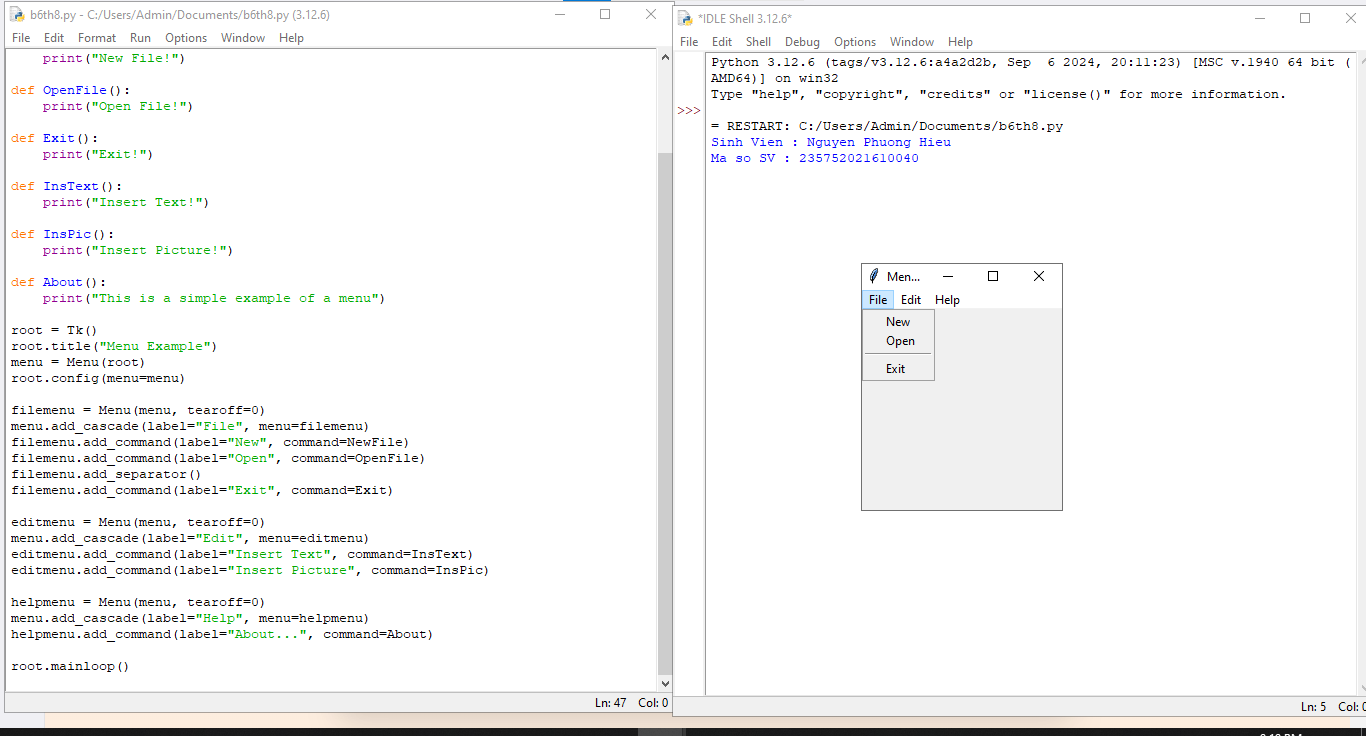 b6th8.py - C:/Users/Admin/Documents/b6th8.py (3.12.6)
File Edit Format Run Options Window Help
    print("New File!")

def OpenFile():
    print("Open File!")

def Exit():
    print("Exit!")

def InsText():
    print("Insert Text!")

def InsPic():
    print("Insert Picture!")

def About():
    print("This is a simple example of a menu")

root = Tk()
root.title("Menu Example")
menu = Menu(root)
root.config(menu=menu)

filemenu = Menu(menu, tearoff=0)
menu.add_cascade(label="File", menu=filemenu)
filemenu.add_command(label="New", command=NewFile)
filemenu.add_command(label="Open", command=OpenFile)
filemenu.add_separator()
filemenu.add_command(label="Exit", command=Exit)

editmenu = Menu(menu, tearoff=0)
menu.add_cascade(label="Edit", menu=editmenu)
editmenu.add_command(label="Insert Text", command=InsText)
editmenu.add_command(label="Insert Picture", command=InsPic)

helpmenu = Menu(menu, tearoff=0)
menu.add_cascade(label="Help", menu=helpmenu)
helpmenu.add_command(label="About...", command=About)

root.mainloop()
Ln: 47 Col: 0
*IDLE Shell 3.12.6*
File Edit Shell Debug Options Window Help
Python 3.12.6 (tags/v3.12.6:a4a2d2b, Sep  6 2024, 20:11:23) [MSC v.1940 64 bit (
AMD64)] on win32
Type "help", "copyright", "credits" or "license()" for more information.
>>>
= RESTART: C:/Users/Admin/Documents/b6th8.py
Sinh Vien : Nguyen Phuong Hieu
Ma so SV : 235752021610040
Men...
File Edit Help
New
Open
Exit
Ln: 5 Col: 0